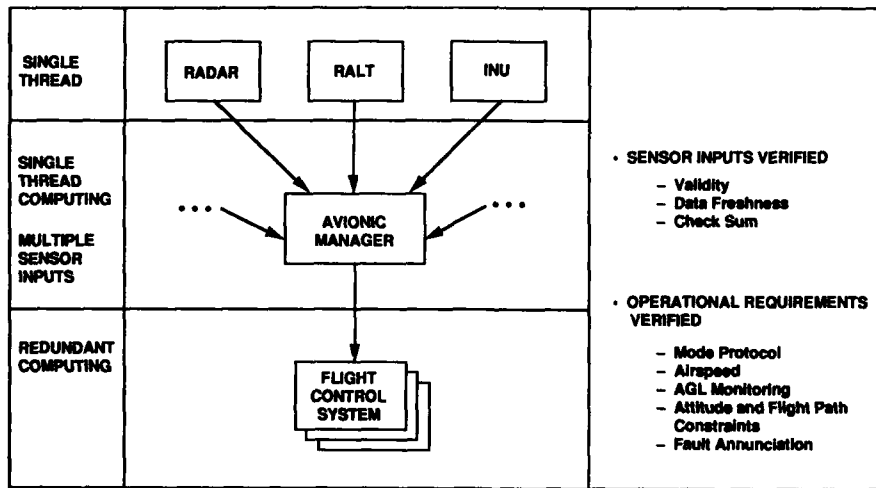 SINGLE
THREAD
RADAR
RALT
INU
SINGLE
THREAD
COMPUTING
MULTIPLE
SENSOR
INPUTS
• • •
AVIONIC
MANAGER
• • •
REDUNDANT
COMPUTING
FLIGHT
CONTROL
SYSTEM
• SENSOR INPUTS VERIFIED
– Validity
– Data Freshness
– Check Sum
• OPERATIONAL REQUIREMENTS
VERIFIED
– Mode Protocol
– Airspeed
– AGL Monitoring
– Attitude and Flight Path
Constraints
– Fault Annunciation